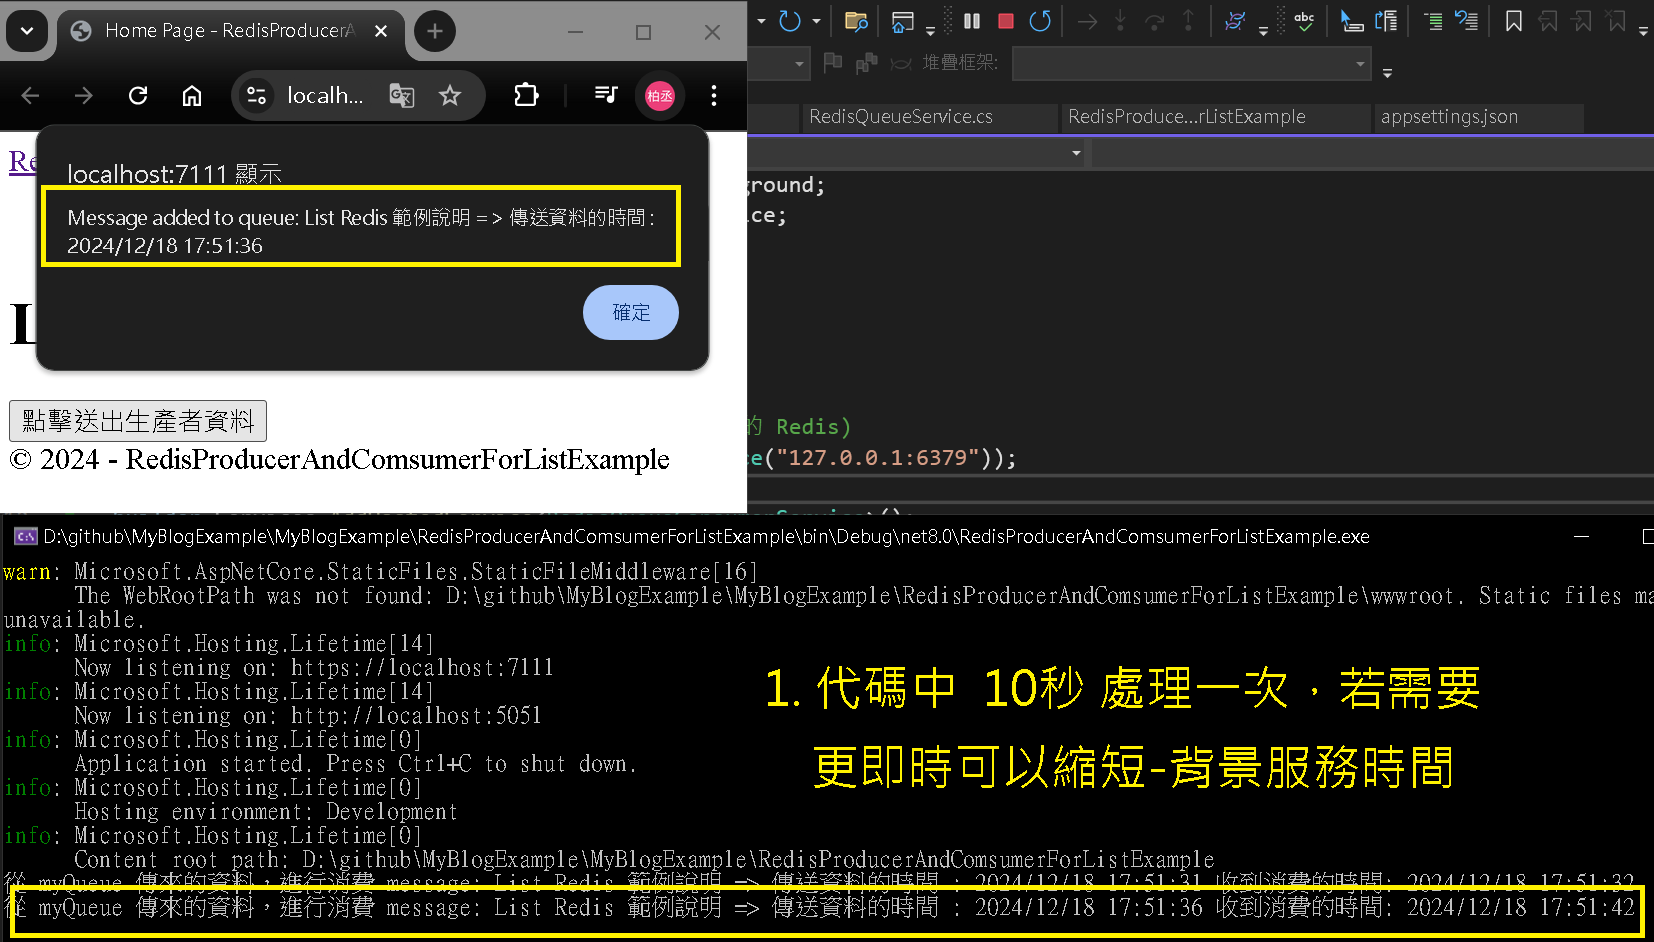 Home Page - RedisProducerA
localh...
柏丞
堆疊框架:
RedisQueueService.cs
RedisProduce...rListExample
appsettings.json
Re
localhost:7111 顯示
Message added to queue: List Redis 範例說明 => 傳送資料的時間 :
2024/12/18 17:51:36
確定
L
點擊送出生產者資料
© 2024 - RedisProducerAndComsumerForListExample
ground;
ice;
的 Redis)
ce("127.0.0.1:6379"));
D:\github\MyBlogExample\MyBlogExample\RedisProducerAndComsumerForListExample\bin\Debug\net8.0\RedisProducerAndComsumerForListExample.exe
warn: Microsoft.AspNetCore.StaticFiles.StaticFileMiddleware[16]
The WebRootPath was not found: D:\github\MyBlogExample\MyBlogExample\RedisProducerAndComsumerForListExample\wwwroot. Static files ma
unavailable.
info: Microsoft.Hosting.Lifetime[14]
Now listening on: https://localhost:7111
info: Microsoft.Hosting.Lifetime[14]
Now listening on: http://localhost:5051
info: Microsoft.Hosting.Lifetime[0]
Application started. Press Ctrl+C to shut down.
info: Microsoft.Hosting.Lifetime[0]
Hosting environment: Development
info: Microsoft.Hosting.Lifetime[0]
Content root path: D:\github\MyBlogExample\MyBlogExample\RedisProducerAndComsumerForListExample
從 myQueue 傳來的資料，進行消費 message: List Redis 範例說明 => 傳送資料的時間 : 2024/12/18 17:51:31 收到消費的時間: 2024/12/18 17:51:32
從 myQueue 傳來的資料，進行消費 message: List Redis 範例說明 => 傳送資料的時間 : 2024/12/18 17:51:36 收到消費的時間: 2024/12/18 17:51:42
1. 代碼中 10秒 處理一次，若需要
更即時可以縮短-背景服務時間